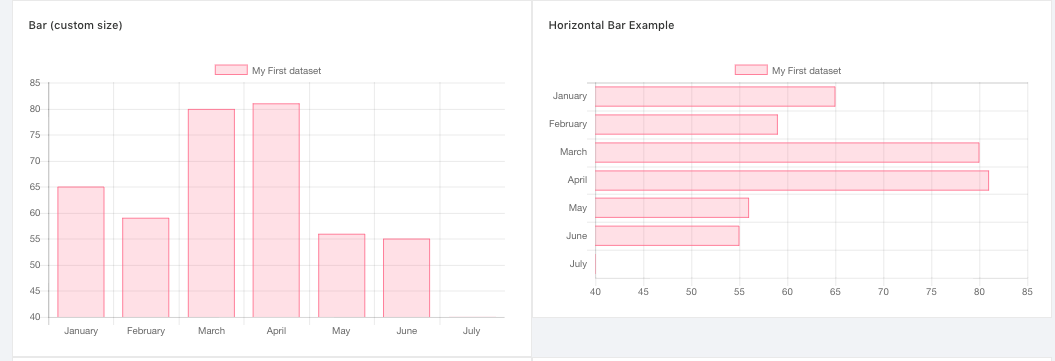 Bar (custom size)
My First dataset
85
80
75
70
65
60
55
50
45
40
January February March April May June July
Horizontal Bar Example
My First dataset
January
February
March
April
May
June
July
40 45 50 55 60 65 70 75 80 85